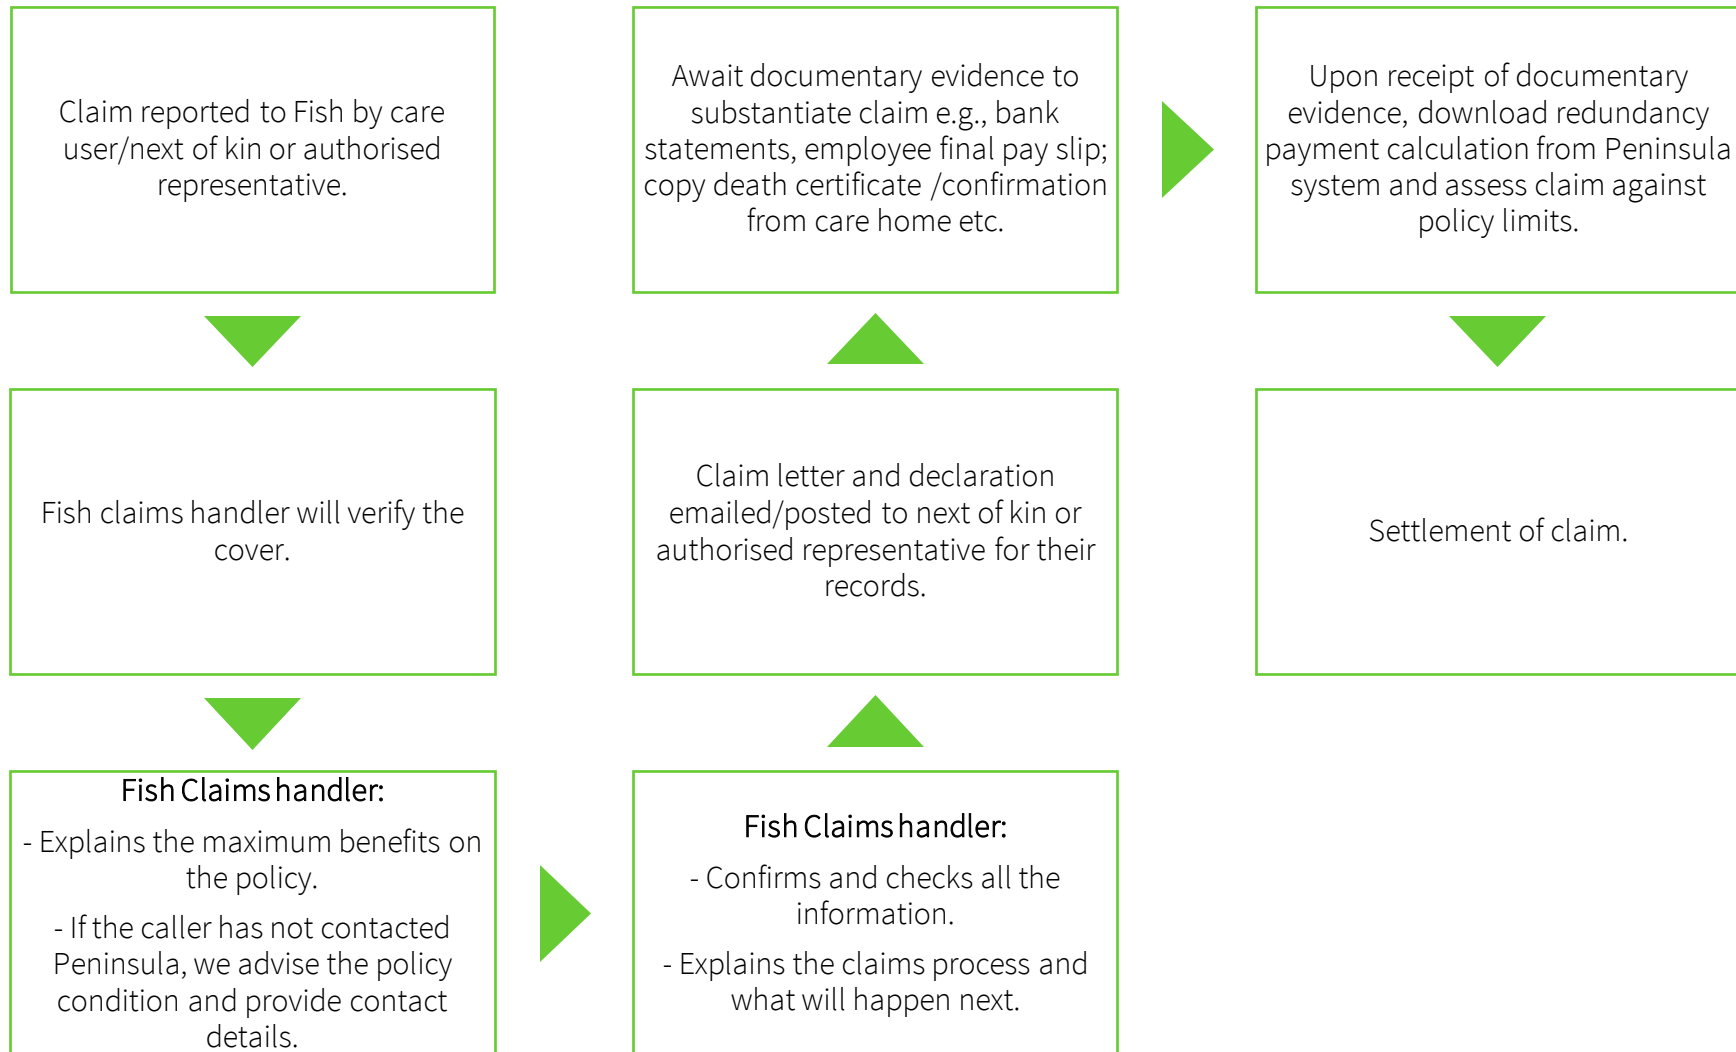 Claim reported to Fish by care
user/next of kin or authorised
representative.
Fish claims handler will verify the
cover.
Fish Claims handler:
- Explains the maximum benefits on
the policy.
- If the caller has not contacted
Peninsula, we advise the policy
condition and provide contact
details.
Fish Claims handler:
- Confirms and checks all the
information.
- Explains the claims process and
what will happen next.
Claim letter and declaration
emailed/posted to next of kin or
authorised representative for their
records.
Await documentary evidence to
substantiate claim e.g., bank
statements, employee final pay slip;
copy death certificate /confirmation
from care home etc.
Upon receipt of documentary
evidence, download redundancy
payment calculation from Peninsula
system and assess claim against
policy limits.
Settlement of claim.